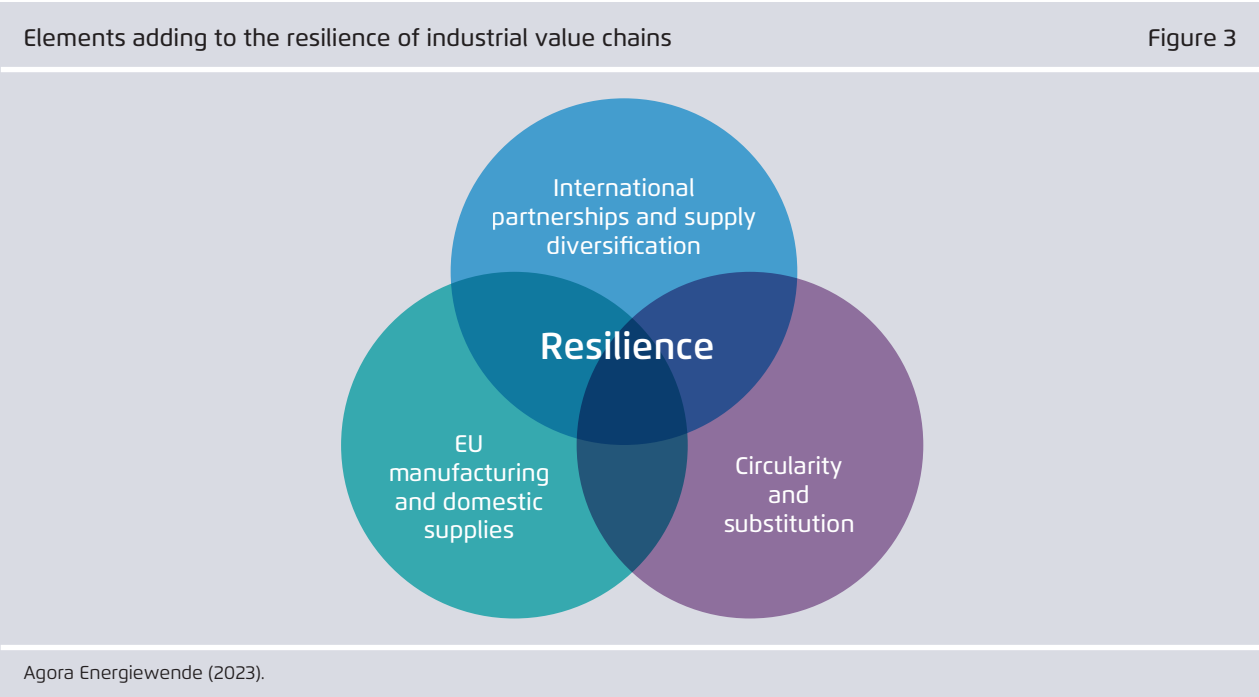 Elements adding to the resilience of industrial value chains
Figure 3
International
partnerships and supply
diversification
Resilience
EU
manufacturing
and domestic
supplies
Circularity
and
substitution
Agora Energiewende (2023).